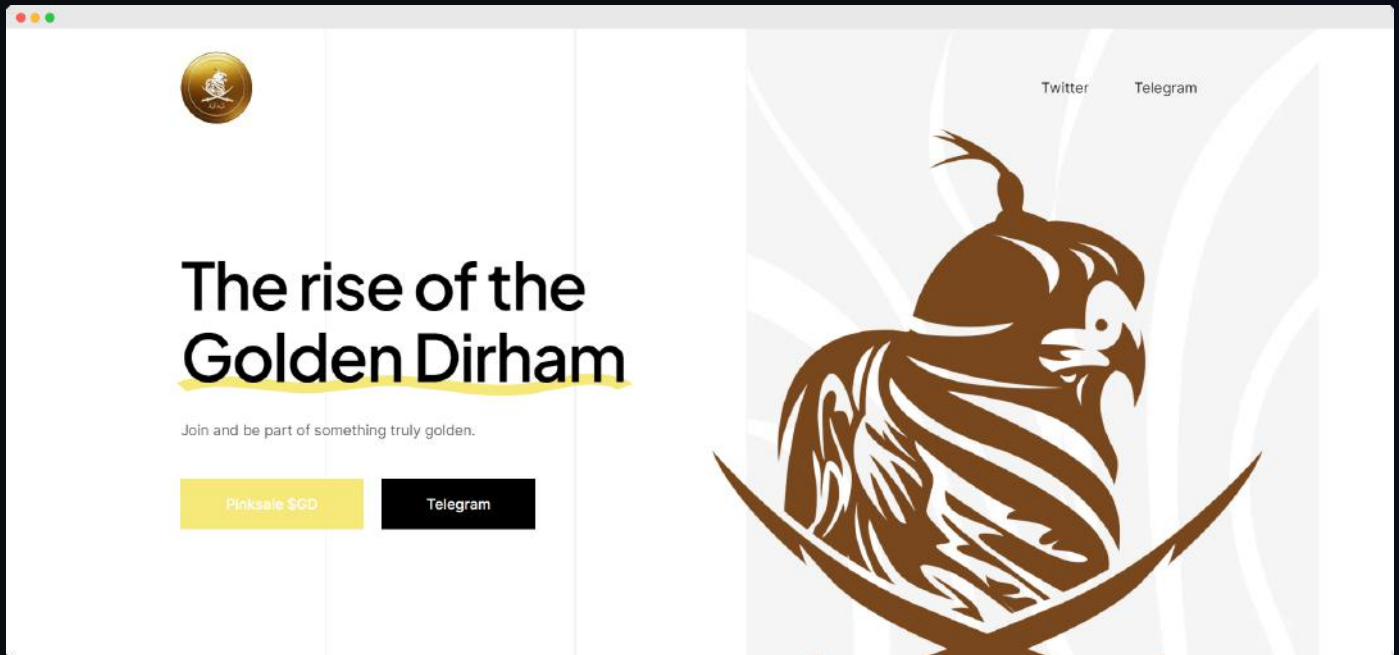 Twitter
Telegram
The rise of the
Golden Dirham
Join and be part of something truly golden.
Pinksale $GD
Telegram